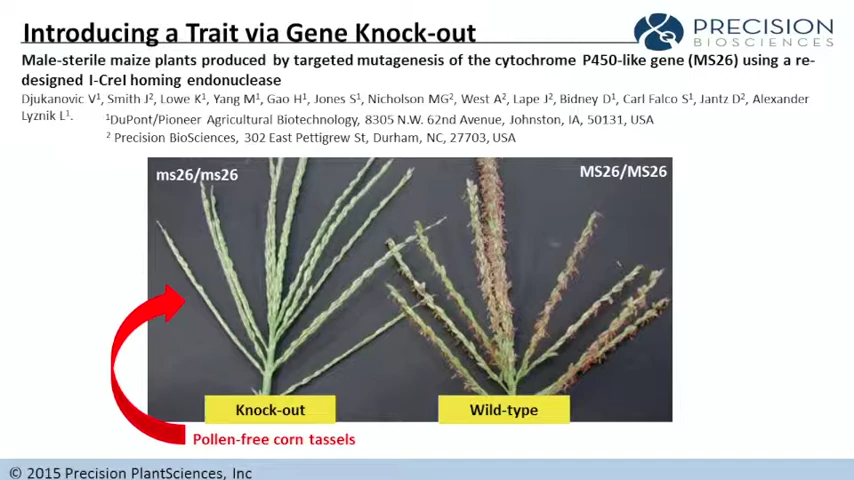 Introducing a Trait via Gene Knock-out
PRECISION
BIOSCIENCES
Male-sterile maize plants produced by targeted mutagenesis of the cytochrome P450-like gene (MS26) using a re-
designed I-CreI homing endonuclease
Djukanovic V1, Smith J2, Lowe K1, Yang M1, Gao H1, Jones S1, Nicholson MG2, West A2, Lape J2, Bidney D1, Carl Falco S1, Jantz D2, Alexander
Lyznik L1.
1DuPont/Pioneer Agricultural Biotechnology, 8305 N.W. 62nd Avenue, Johnston, IA, 50131, USA
2 Precision BioSciences, 302 East Pettigrew St, Durham, NC, 27703, USA
ms26/ms26
MS26/MS26
Knock-out
Wild-type
Pollen-free corn tassels
© 2015 Precision PlantSciences, Inc